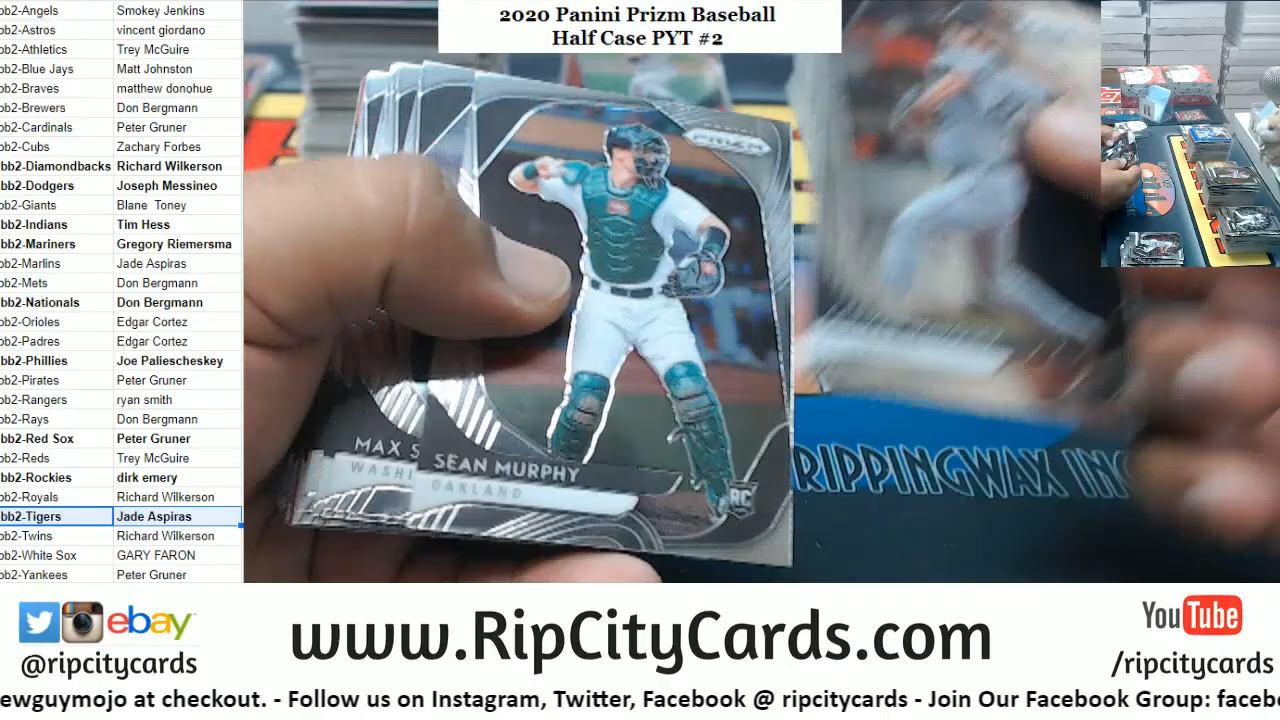 2020 Panini Prizm Baseball
Half Case PYT #2
bb2-Angels Smokey Jenkins
bb2-Astros vincent giordano
bb2-Athletics Trey McGuire
bb2-Blue Jays Matt Johnston
bb2-Braves matthew donohue
bb2-Brewers Don Bergmann
bb2-Cardinals Peter Gruner
bb2-Cubs Zachary Forbes
bb2-Diamondbacks Richard Wilkerson
bb2-Dodgers Joseph Messineo
bb2-Giants Blane Toney
bb2-Indians Tim Hess
bb2-Mariners Gregory Riemersma
bb2-Marlins Jade Aspiras
bb2-Mets Don Bergmann
bb2-Nationals Don Bergmann
bb2-Orioles Edgar Cortez
bb2-Padres Edgar Cortez
bb2-Phillies Joe Paliescheskey
bb2-Pirates Peter Gruner
bb2-Rangers ryan smith
bb2-Rays Don Bergmann
bb2-Red Sox Peter Gruner
bb2-Reds Trey McGuire
bb2-Rockies dirk emery
bb2-Royals Richard Wilkerson
bb2-Tigers Jade Aspiras
bb2-Twins Richard Wilkerson
bb2-White Sox GARY FARON
bb2-Yankees Peter Gruner
PRIZM
MAX S
WASHI
SEAN MURPHY
OAKLAND
RC
RIPPINGWAX INC
ebay
@ripcitycards
www.RipCityCards.com
YouTube
/ripcitycards
ewguymojo at checkout. - Follow us on Instagram, Twitter, Facebook @ ripcitycards - Join Our Facebook Group: faceb